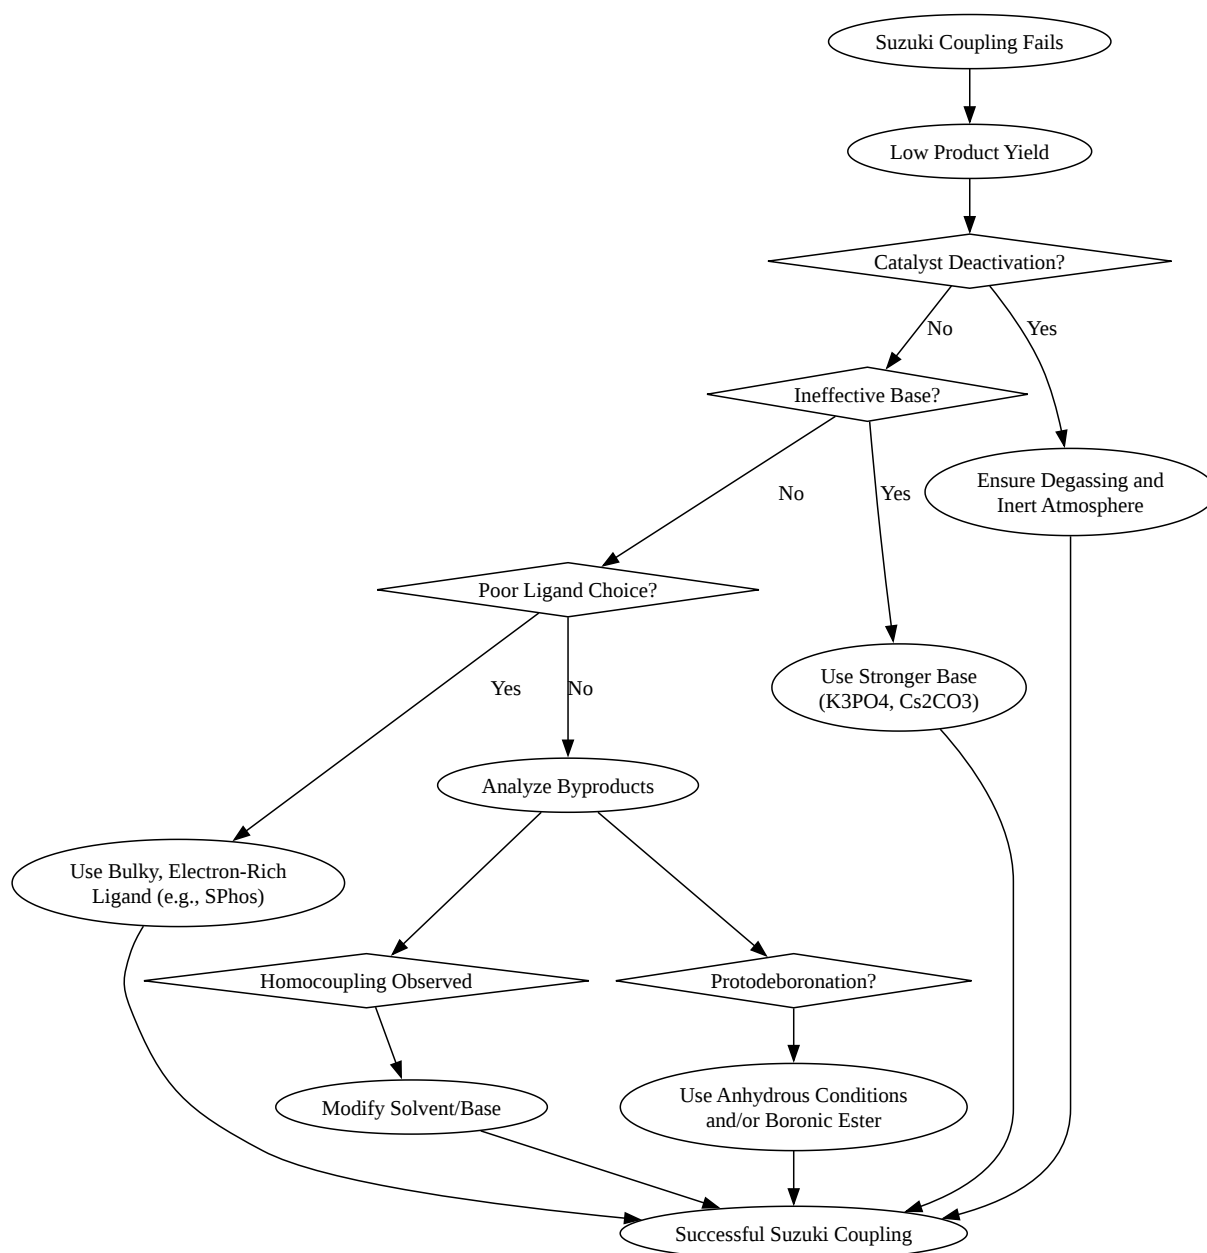 Suzuki Coupling Fails
Low Product Yield
Catalyst Deactivation?
No
Yes
Ineffective Base?
Ensure Degassing and
Inert Atmosphere
No
Yes
Poor Ligand Choice?
Use Stronger Base
(K3PO4, Cs2CO3)
Yes
No
Analyze Byproducts
Use Bulky, Electron-Rich
Ligand (e.g., SPhos)
Homocoupling Observed
Protodeboronation?
Modify Solvent/Base
Use Anhydrous Conditions
and/or Boronic Ester
Successful Suzuki Coupling